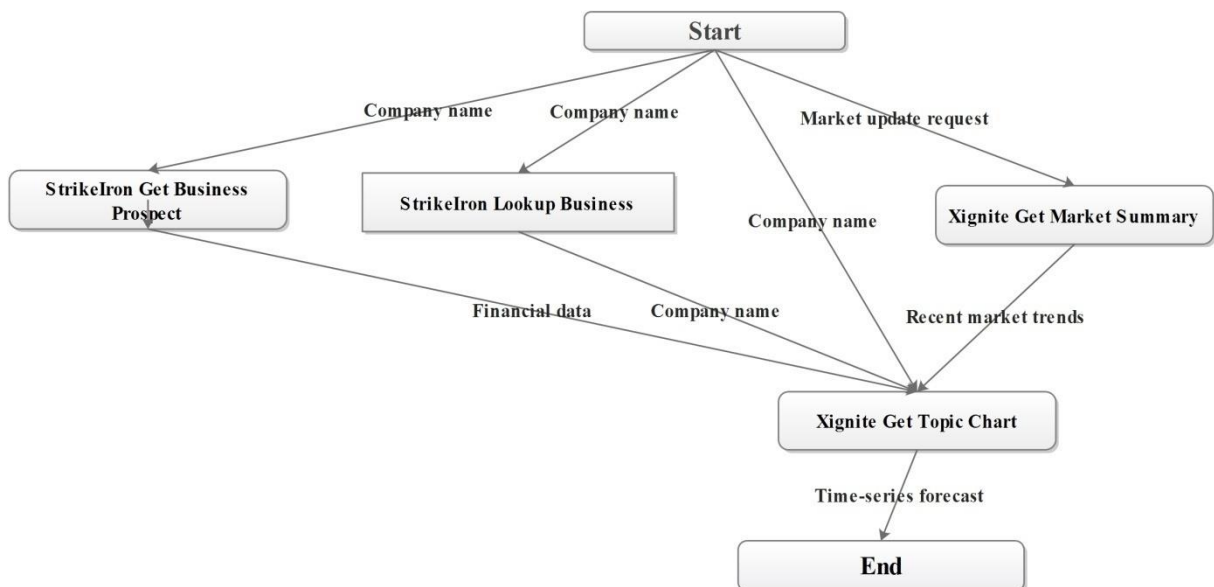 Start
Company name
Company name
Market update request
StrikeIron Get Business
Prospect
StrikeIron Lookup Business
Xignite Get Market Summary
Company name
Financial data
Company name
Recent market trends
Xignite Get Topic Chart
Time-series forecast
End